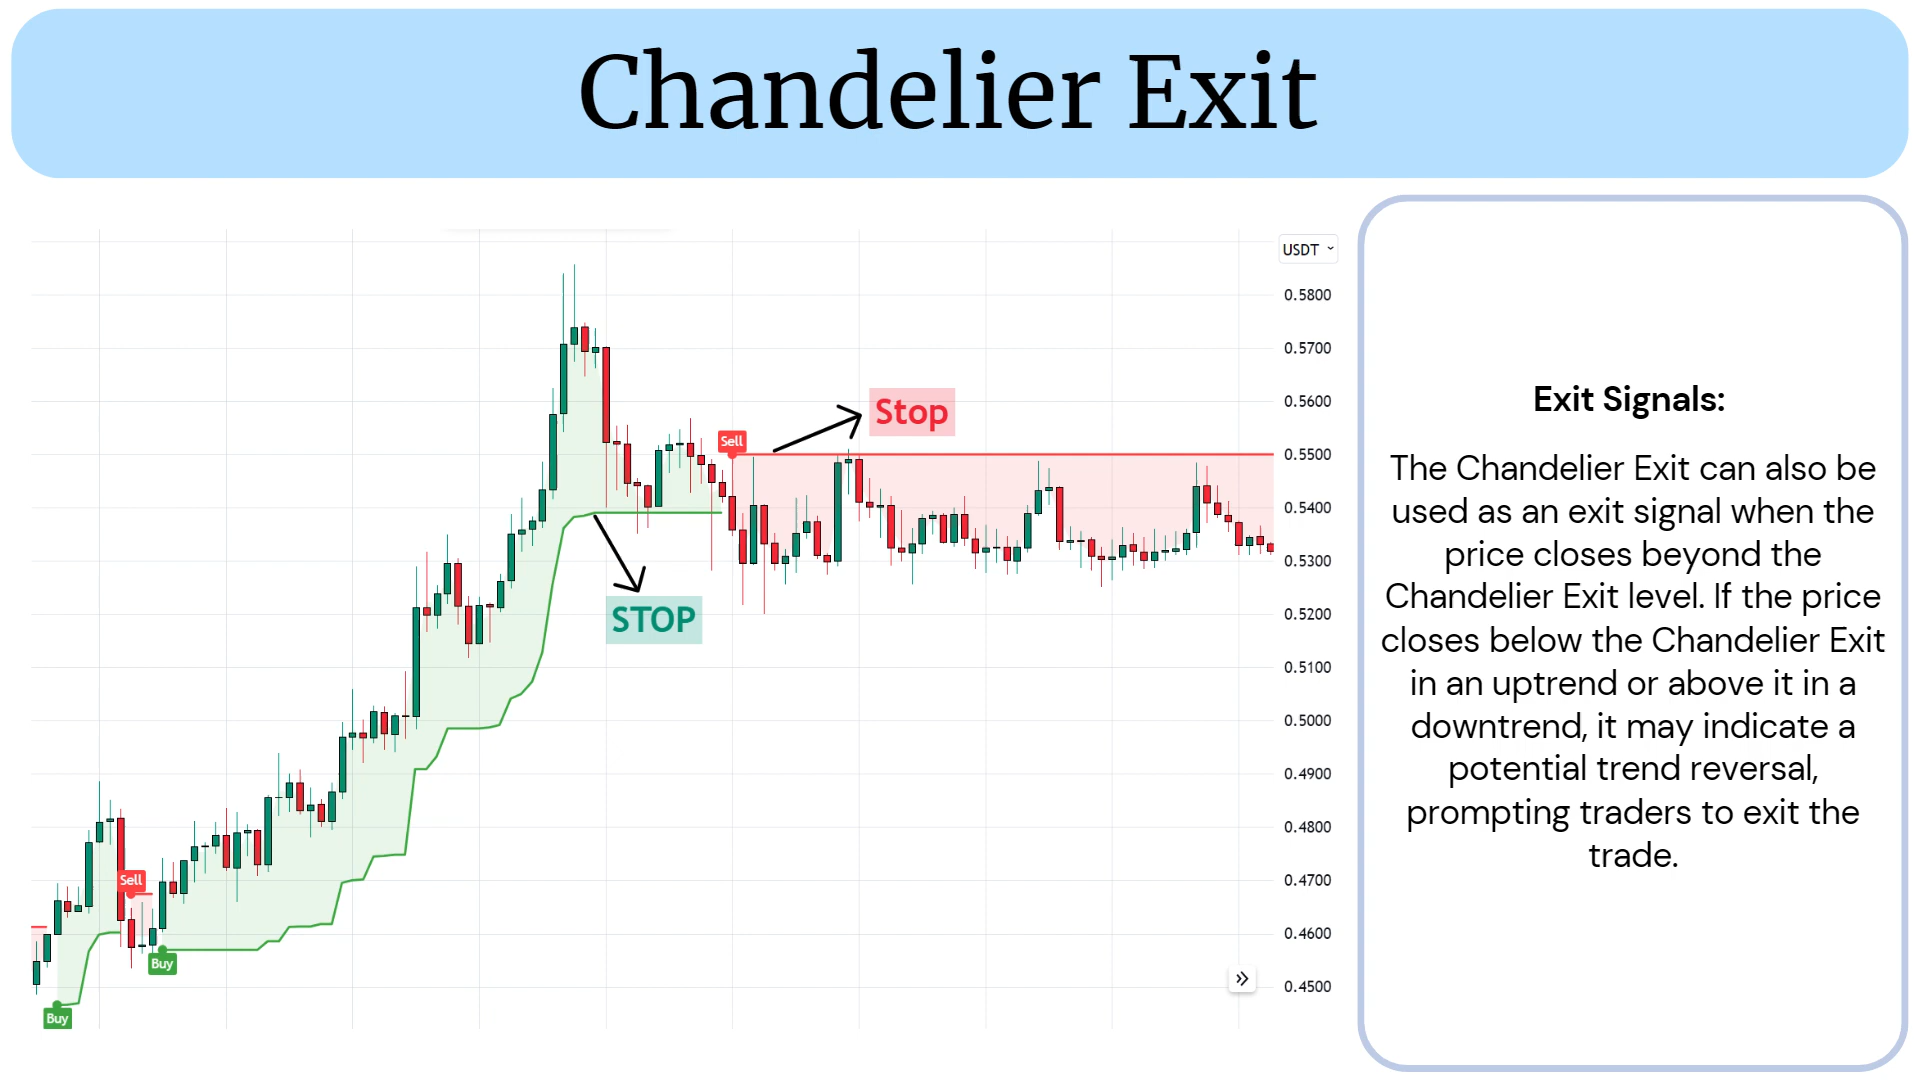 Chandelier Exit
USDT
0.5800
0.5700
0.5600
0.5500
0.5400
0.5300
0.5200
0.5100
0.5000
0.4900
0.4800
0.4700
0.4600
0.4500
Stop
Sell
STOP
Sell
Buy
Buy
Exit Signals:
The Chandelier Exit can also be
used as an exit signal when the
price closes beyond the
Chandelier Exit level. If the price
closes below the Chandelier Exit
in an uptrend or above it in a
downtrend, it may indicate a
potential trend reversal,
prompting traders to exit the
trade.